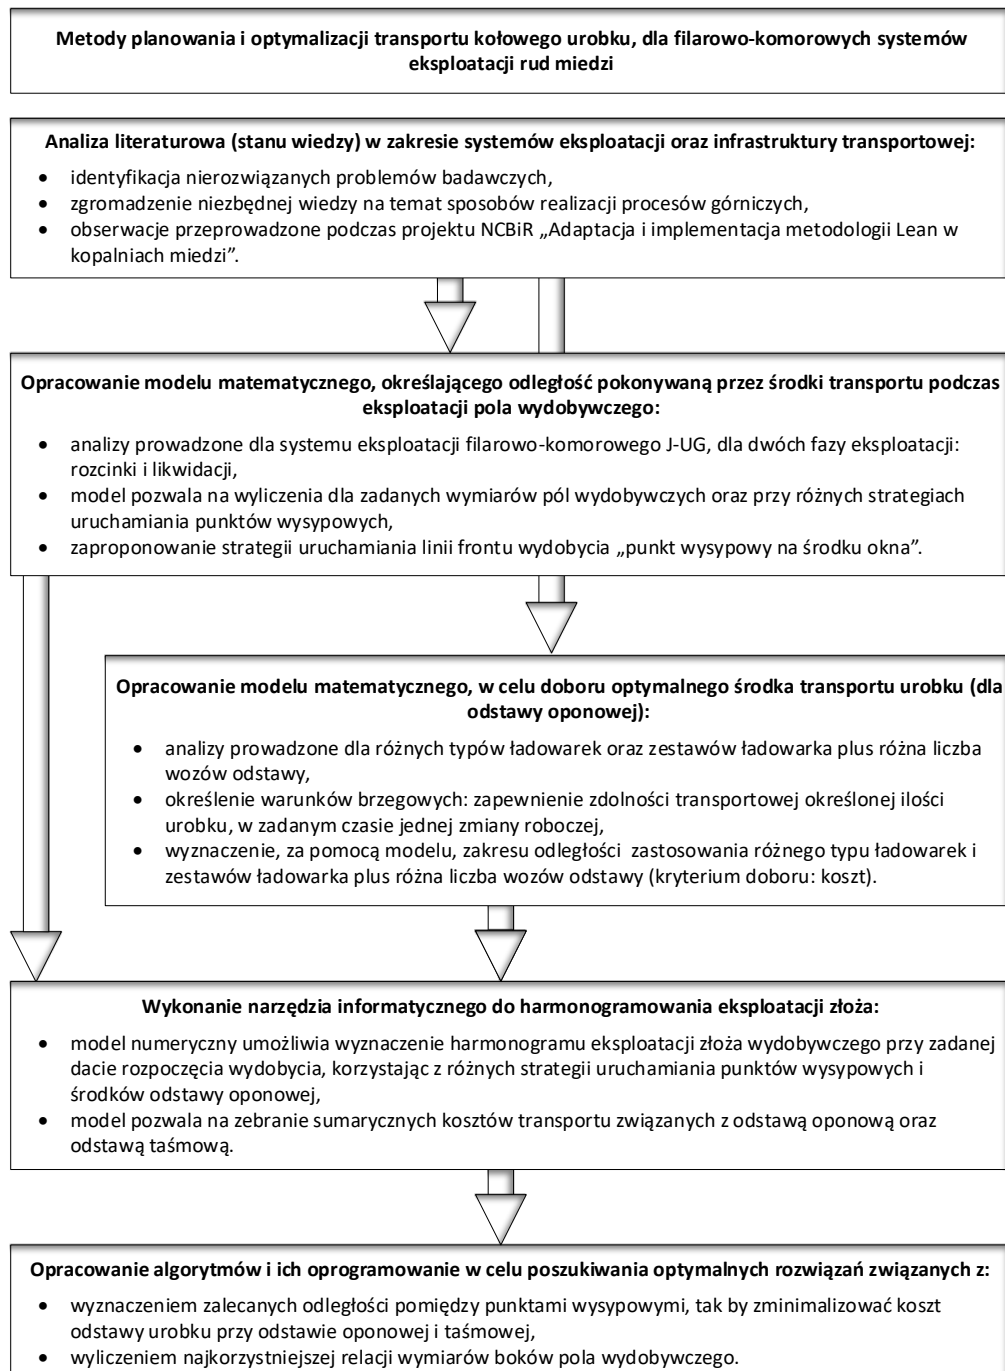 Metody planowania i optymalizacji transportu kołowego urobku, dla filarowo-komorowych systemów
eksploatacji rud miedzi
Analiza literaturowa (stanu wiedzy) w zakresie systemów eksploatacji oraz infrastruktury transportowej:
• identyfikacja nierozwiązanych problemów badawczych,
• zgromadzenie niezbędnej wiedzy na temat sposobów realizacji procesów górniczych,
• obserwacje przeprowadzone podczas projektu NCBiR „Adaptacja i implementacja metodologii Lean w
kopalniach miedzi”.
Opracowanie modelu matematycznego, określającego odległość pokonywaną przez środki transportu podczas
eksploatacji pola wydobywczego:
• analizy prowadzone dla systemu eksploatacji filarowo-komorowego J-UG, dla dwóch fazy eksploatacji:
rozcinki i likwidacji,
• model pozwala na wyliczenia dla zadanych wymiarów pól wydobywczych oraz przy różnych strategiach
uruchamiania punktów wysypowych,
• zaproponowanie strategii uruchamiania linii frontu wydobycia „punkt wysypowy na środku okna”.
Opracowanie modelu matematycznego, w celu doboru optymalnego środka transportu urobku (dla
odstawy oponowej):
• analizy prowadzone dla różnych typów ładowarek oraz zestawów ładowarka plus różna liczba
wozów odstawy,
• określenie warunków brzegowych: zapewnienie zdolności transportowej określonej ilości
urobku, w zadanym czasie jednej zmiany roboczej,
• wyznaczenie, za pomocą modelu, zakresu odległości zastosowania różnego typu ładowarek i
zestawów ładowarka plus różna liczba wozów odstawy (kryterium doboru: koszt).
Wykonanie narzędzia informatycznego do harmonogramowania eksploatacji złoża:
• model numeryczny umożliwia wyznaczenie harmonogramu eksploatacji złoża wydobywczego przy zadanej
dacie rozpoczęcia wydobycia, korzystając z różnych strategii uruchamiania punktów wysypowych i
środków odstawy oponowej,
• model pozwala na zebranie sumarycznych kosztów transportu związanych z odstawą oponową oraz
odstawą taśmową.
Opracowanie algorytmów i ich oprogramowanie w celu poszukiwania optymalnych rozwiązań związanych z:
• wyznaczeniem zalecanych odległości pomiędzy punktami wysypowymi, tak by zminimalizować koszt
odstawy urobku przy odstawie oponowej i taśmowej,
• wyliczeniem najkorzystniejszej relacji wymiarów boków pola wydobywczego.